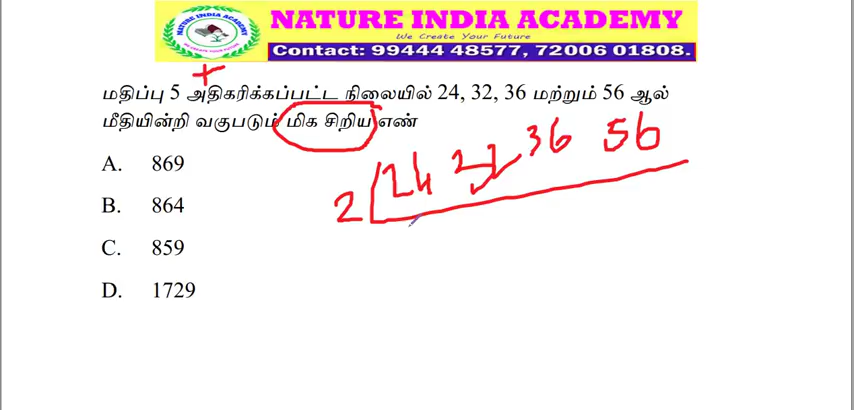 NATURE INDIA ACADEMY
We Create Your Future
Contact: 99444 48577, 72006 01808.
+
மதிப்பு 5 அதிகரிக்கப்பட்ட நிலையில் 24, 32, 36 மற்றும் 56 ஆல்
மீதியின்றி வகுபடும் மிக சிறிய எண்
2 24 32 36 56
A. 869
B. 864
C. 859
D. 1729